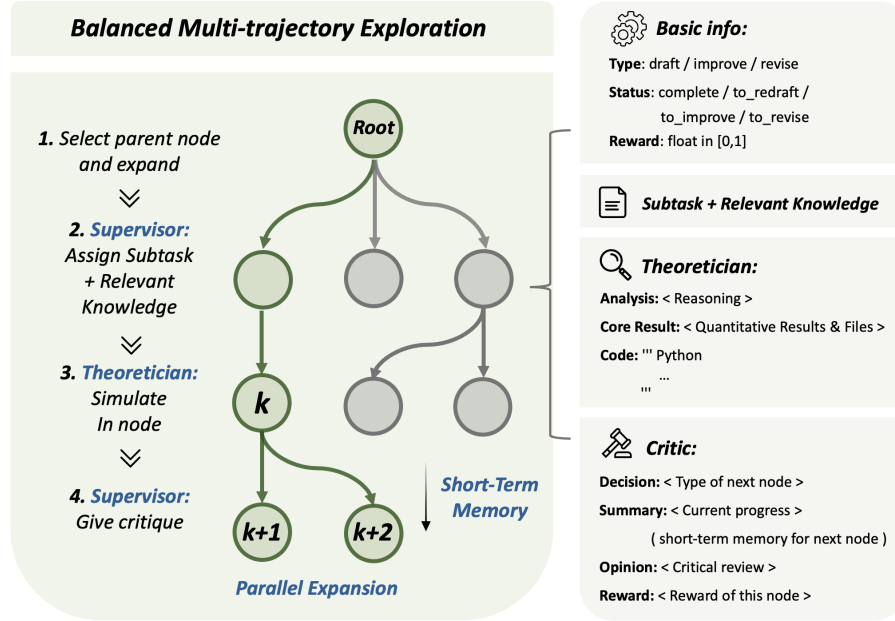 Balanced Multi-trajectory Exploration
1. Select parent node
and expand
2. Supervisor:
Assign Subtask
+ Relevant
Knowledge
3. Theoretician:
Simulate
In node
4. Supervisor:
Give critique
Root
k
k+1
k+2
Short-Term
Memory
Parallel Expansion
Basic info:
Type: draft / improve / revise
Status: complete / to_redraft /
to_improve / to_revise
Reward: float in [0,1]
Subtask + Relevant Knowledge
Theoretician:
Analysis: < Reasoning >
Core Result: < Quantitative Results & Files >
Code: ''' Python
...
'''
Critic:
Decision: < Type of next node >
Summary: < Current progress >
( short-term memory for next node )
Opinion: < Critical review >
Reward: < Reward of this node >